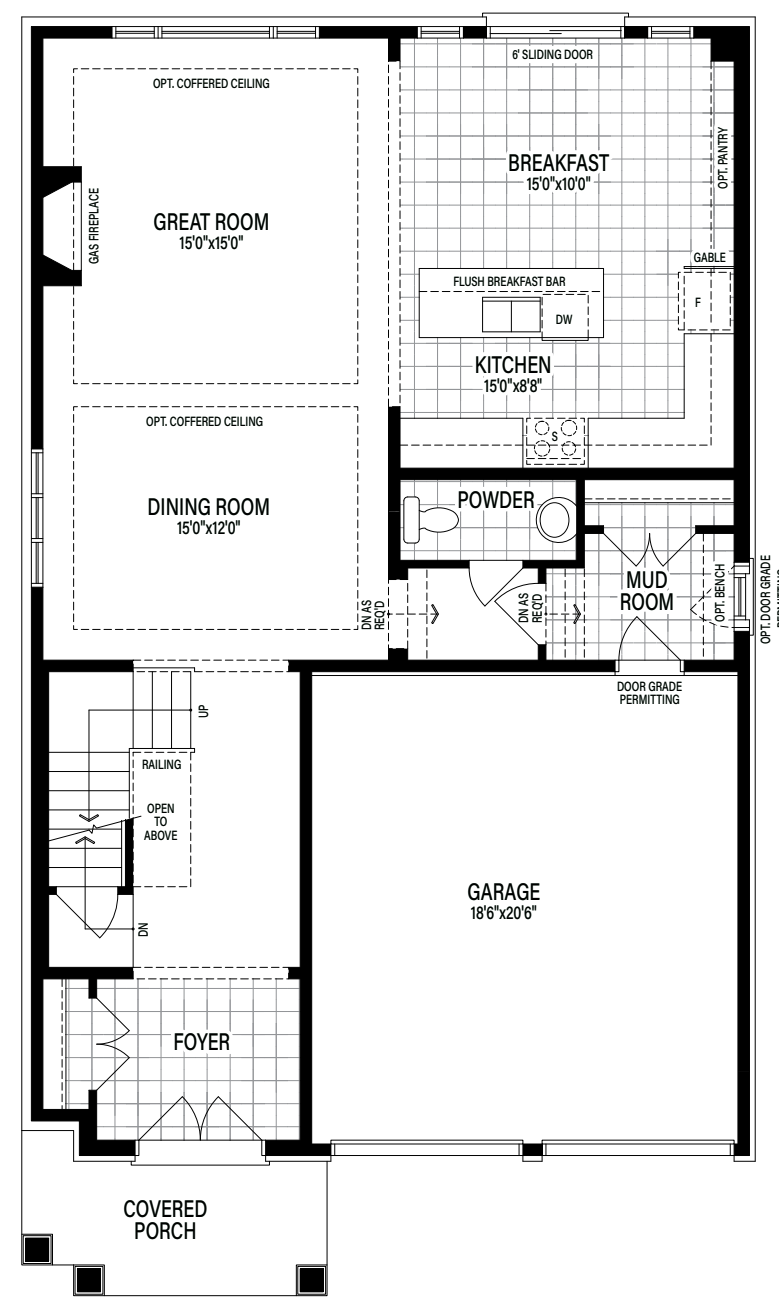 6' SLIDING DOOR
OPT. COFFERED CEILING
BREAKFAST
15'0"x10'0"
OPT. PANTRY
GREAT ROOM
15'0"x15'0"
GAS FIREPLACE
GABLE
F
FLUSH BREAKFAST BAR
DW
KITCHEN
15'0"x8'8"
OPT. COFFERED CEILING
S
DINING ROOM
15'0"x12'0"
POWDER
MUD
ROOM
OPT. BENCH
OPT. DOOR GRADE
PERMITTING
DN AS
REQ'D
DN AS
REQ'D
DOOR GRADE
PERMITTING
UP
RAILING
OPEN
TO
ABOVE
DN
GARAGE
18'6"x20'6"
FOYER
COVERED
PORCH